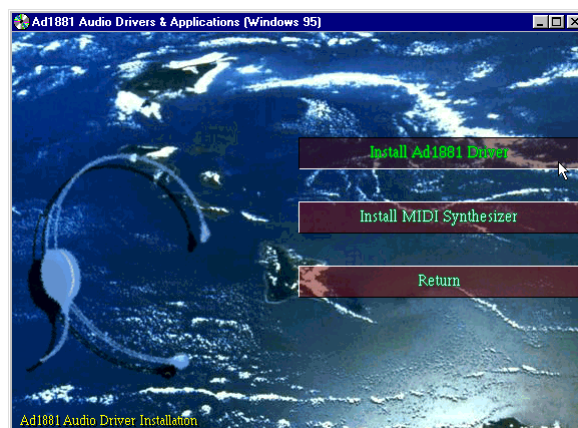 Ad1881 Audio Drivers & Applications (Windows 95)
Install Ad1881 Driver
Install MIDI Synthesizer
Return
Ad1881 Audio Driver Installation